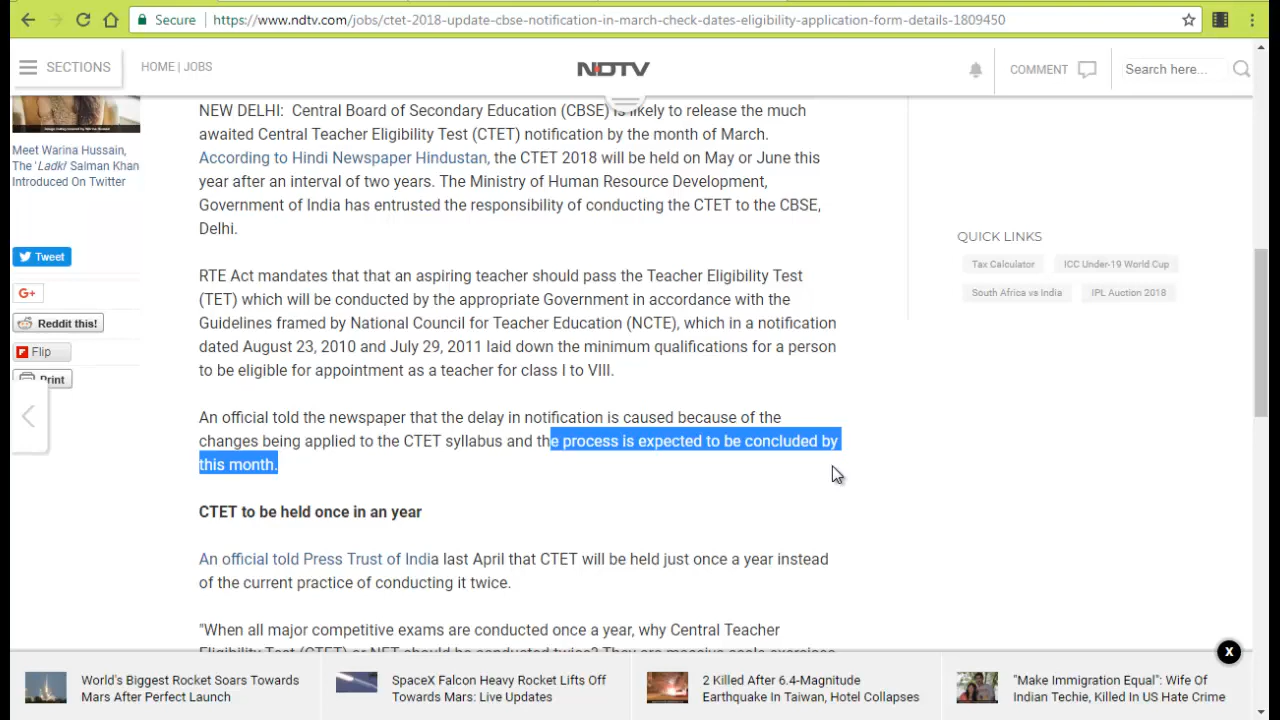 Secure
https://www.ndtv.com/jobs/ctet-2018-update-cbse-notification-in-march-check-dates-eligibility-application-form-details-1809450
SECTIONS
HOME | JOBS
NDTV
COMMENT
Search here...
Meet Warina Hussain,
The 'Ladki' Salman Khan
Introduced On Twitter
Tweet
G+
Reddit this!
Flip
Print
NEW DELHI: Central Board of Secondary Education (CBSE) is likely to release the much
awaited Central Teacher Eligibility Test (CTET) notification by the month of March.
According to Hindi Newspaper Hindustan, the CTET 2018 will be held on May or June this
year after an interval of two years. The Ministry of Human Resource Development,
Government of India has entrusted the responsibility of conducting the CTET to the CBSE,
Delhi.
RTE Act mandates that that an aspiring teacher should pass the Teacher Eligibility Test
(TET) which will be conducted by the appropriate Government in accordance with the
Guidelines framed by National Council for Teacher Education (NCTE), which in a notification
dated August 23, 2010 and July 29, 2011 laid down the minimum qualifications for a person
to be eligible for appointment as a teacher for class I to VIII.
An official told the newspaper that the delay in notification is caused because of the
changes being applied to the CTET syllabus and the process is expected to be concluded by
this month.
CTET to be held once in an year
An official told Press Trust of India last April that CTET will be held just once a year instead
of the current practice of conducting it twice.
"When all major competitive exams are conducted once a year, why Central Teacher
Eligibility Test (CTET) or NET should be conducted twice? They are massive scale exercises
QUICK LINKS
Tax Calculator
ICC Under-19 World Cup
South Africa vs India
IPL Auction 2018
X
World's Biggest Rocket Soars Towards
Mars After Perfect Launch
SpaceX Falcon Heavy Rocket Lifts Off
Towards Mars: Live Updates
2 Killed After 6.4-Magnitude
Earthquake In Taiwan, Hotel Collapses
"Make Immigration Equal": Wife Of
Indian Techie, Killed In US Hate Crime